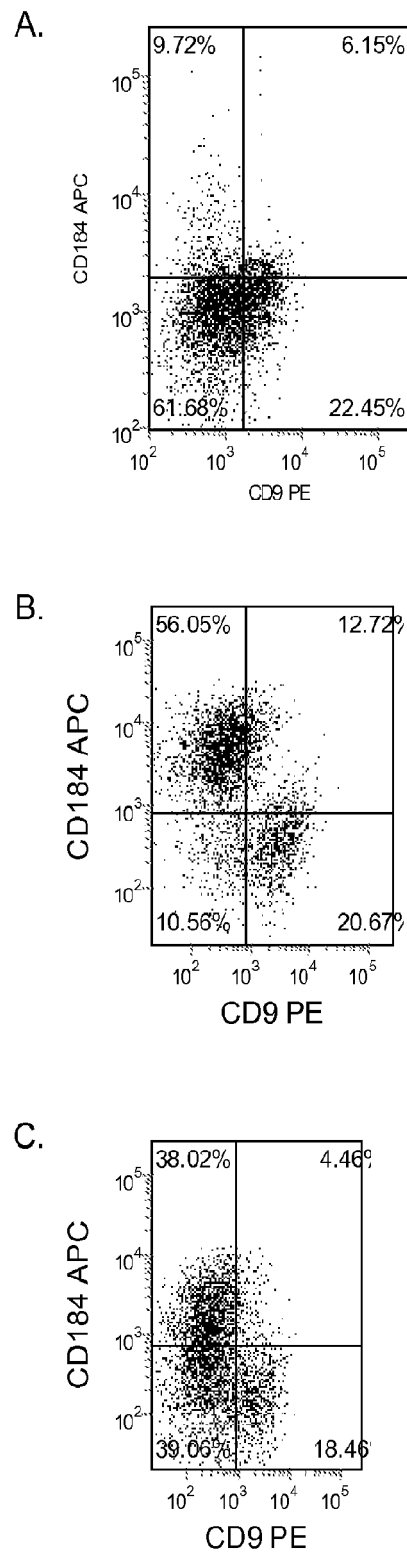 A.
9.72% 6.15%
10^5
10^4
10^3
10^2
CD184 APC
61.68% 22.45%
10^2 10^3 10^4 10^5
CD9 PE
B.
56.05% 12.72%
10^5
10^4
10^3
10^2
CD184 APC
10.56% 20.67%
10^2 10^3 10^4 10^5
CD9 PE
C.
38.02% 4.46%
10^5
10^4
10^3
10^2
CD184 APC
39.06% 18.46
10^2 10^3 10^4 10^5
CD9 PE